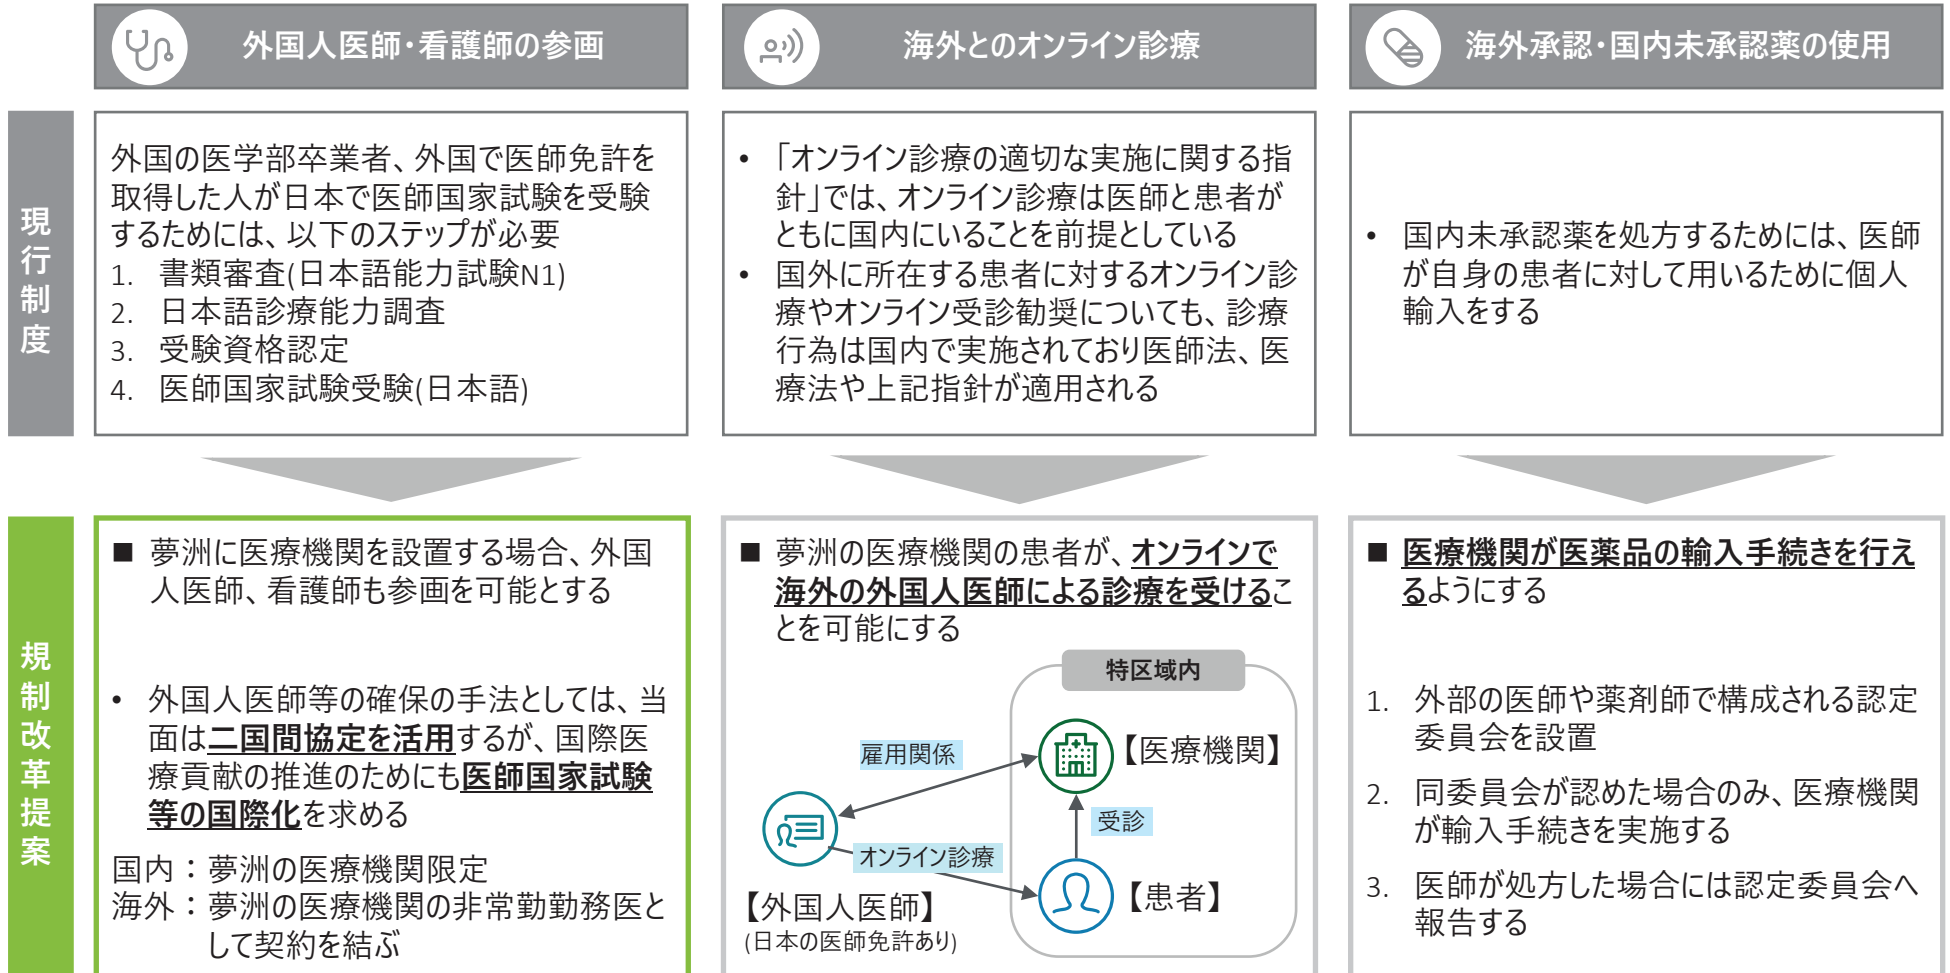 外国人医師・看護師の参画
海外とのオンライン診療
海外承認・国内未承認薬の使用
現行制度
外国の医学部卒業者、外国で医師免許を
取得した人が日本で医師国家試験を受験
するためには、以下のステップが必要
1. 書類審査(日本語能力試験N1)
2. 日本語診療能力調査
3. 受験資格認定
4. 医師国家試験受験(日本語)
• 「オンライン診療の適切な実施に関する指
針」では、オンライン診療は医師と患者が
ともに国内にいることを前提としている
• 国外に所在する患者に対するオンライン診
療やオンライン受診勧奨についても、診療
行為は国内で実施されており医師法、医
療法や上記指針が適用される
• 国内未承認薬を処方するためには、医師
が自身の患者に対して用いるために個人
輸入をする
規制改革提案
■ 夢洲に医療機関を設置する場合、外国
人医師、看護師も参画を可能とする
• 外国人医師等の確保の手法としては、当
面は二国間協定を活用するが、国際医
療貢献の推進のためにも医師国家試験
等の国際化を求める
国内：夢洲の医療機関限定
海外：夢洲の医療機関の非常勤勤務医と
して契約を結ぶ
■ 夢洲の医療機関の患者が、オンラインで
海外の外国人医師による診療を受けるこ
とを可能にする
特区域内
雇用関係
【医療機関】
受診
オンライン診療
【患者】
【外国人医師】
(日本の医師免許あり)
■ 医療機関が医薬品の輸入手続きを行え
るようにする
1. 外部の医師や薬剤師で構成される認定
委員会を設置
2. 同委員会が認めた場合のみ、医療機関
が輸入手続きを実施する
3. 医師が処方した場合には認定委員会へ
報告する